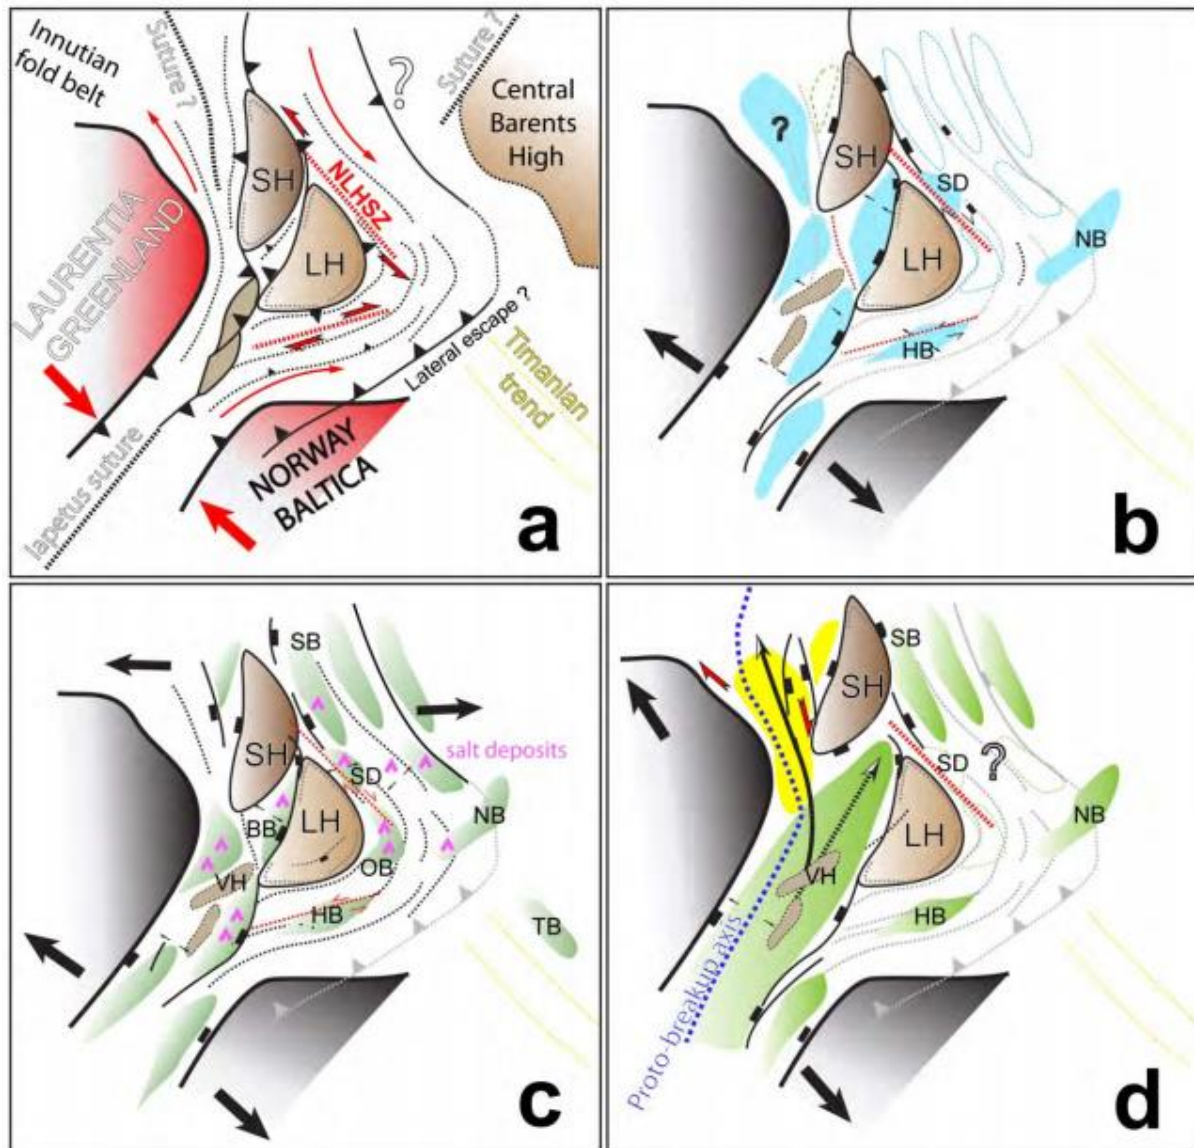 Innutian
fold belt
Suture ?
?
Suture ?
Central
Barents
High
SH
NLHSZ
LH
LAURENTIA
GREENLAND
Lateral escape ?
Timanian
trend
NORWAY
BALTICA
Iapetus suture
a
?
SH
SD
LH
NB
HB
b
SB
SH
salt deposits
SD
NB
BB
LH
OB
VH
HB
TB
c
SB
SH
SD
?
NB
LH
VH
HB
Proto-breakup axis
d